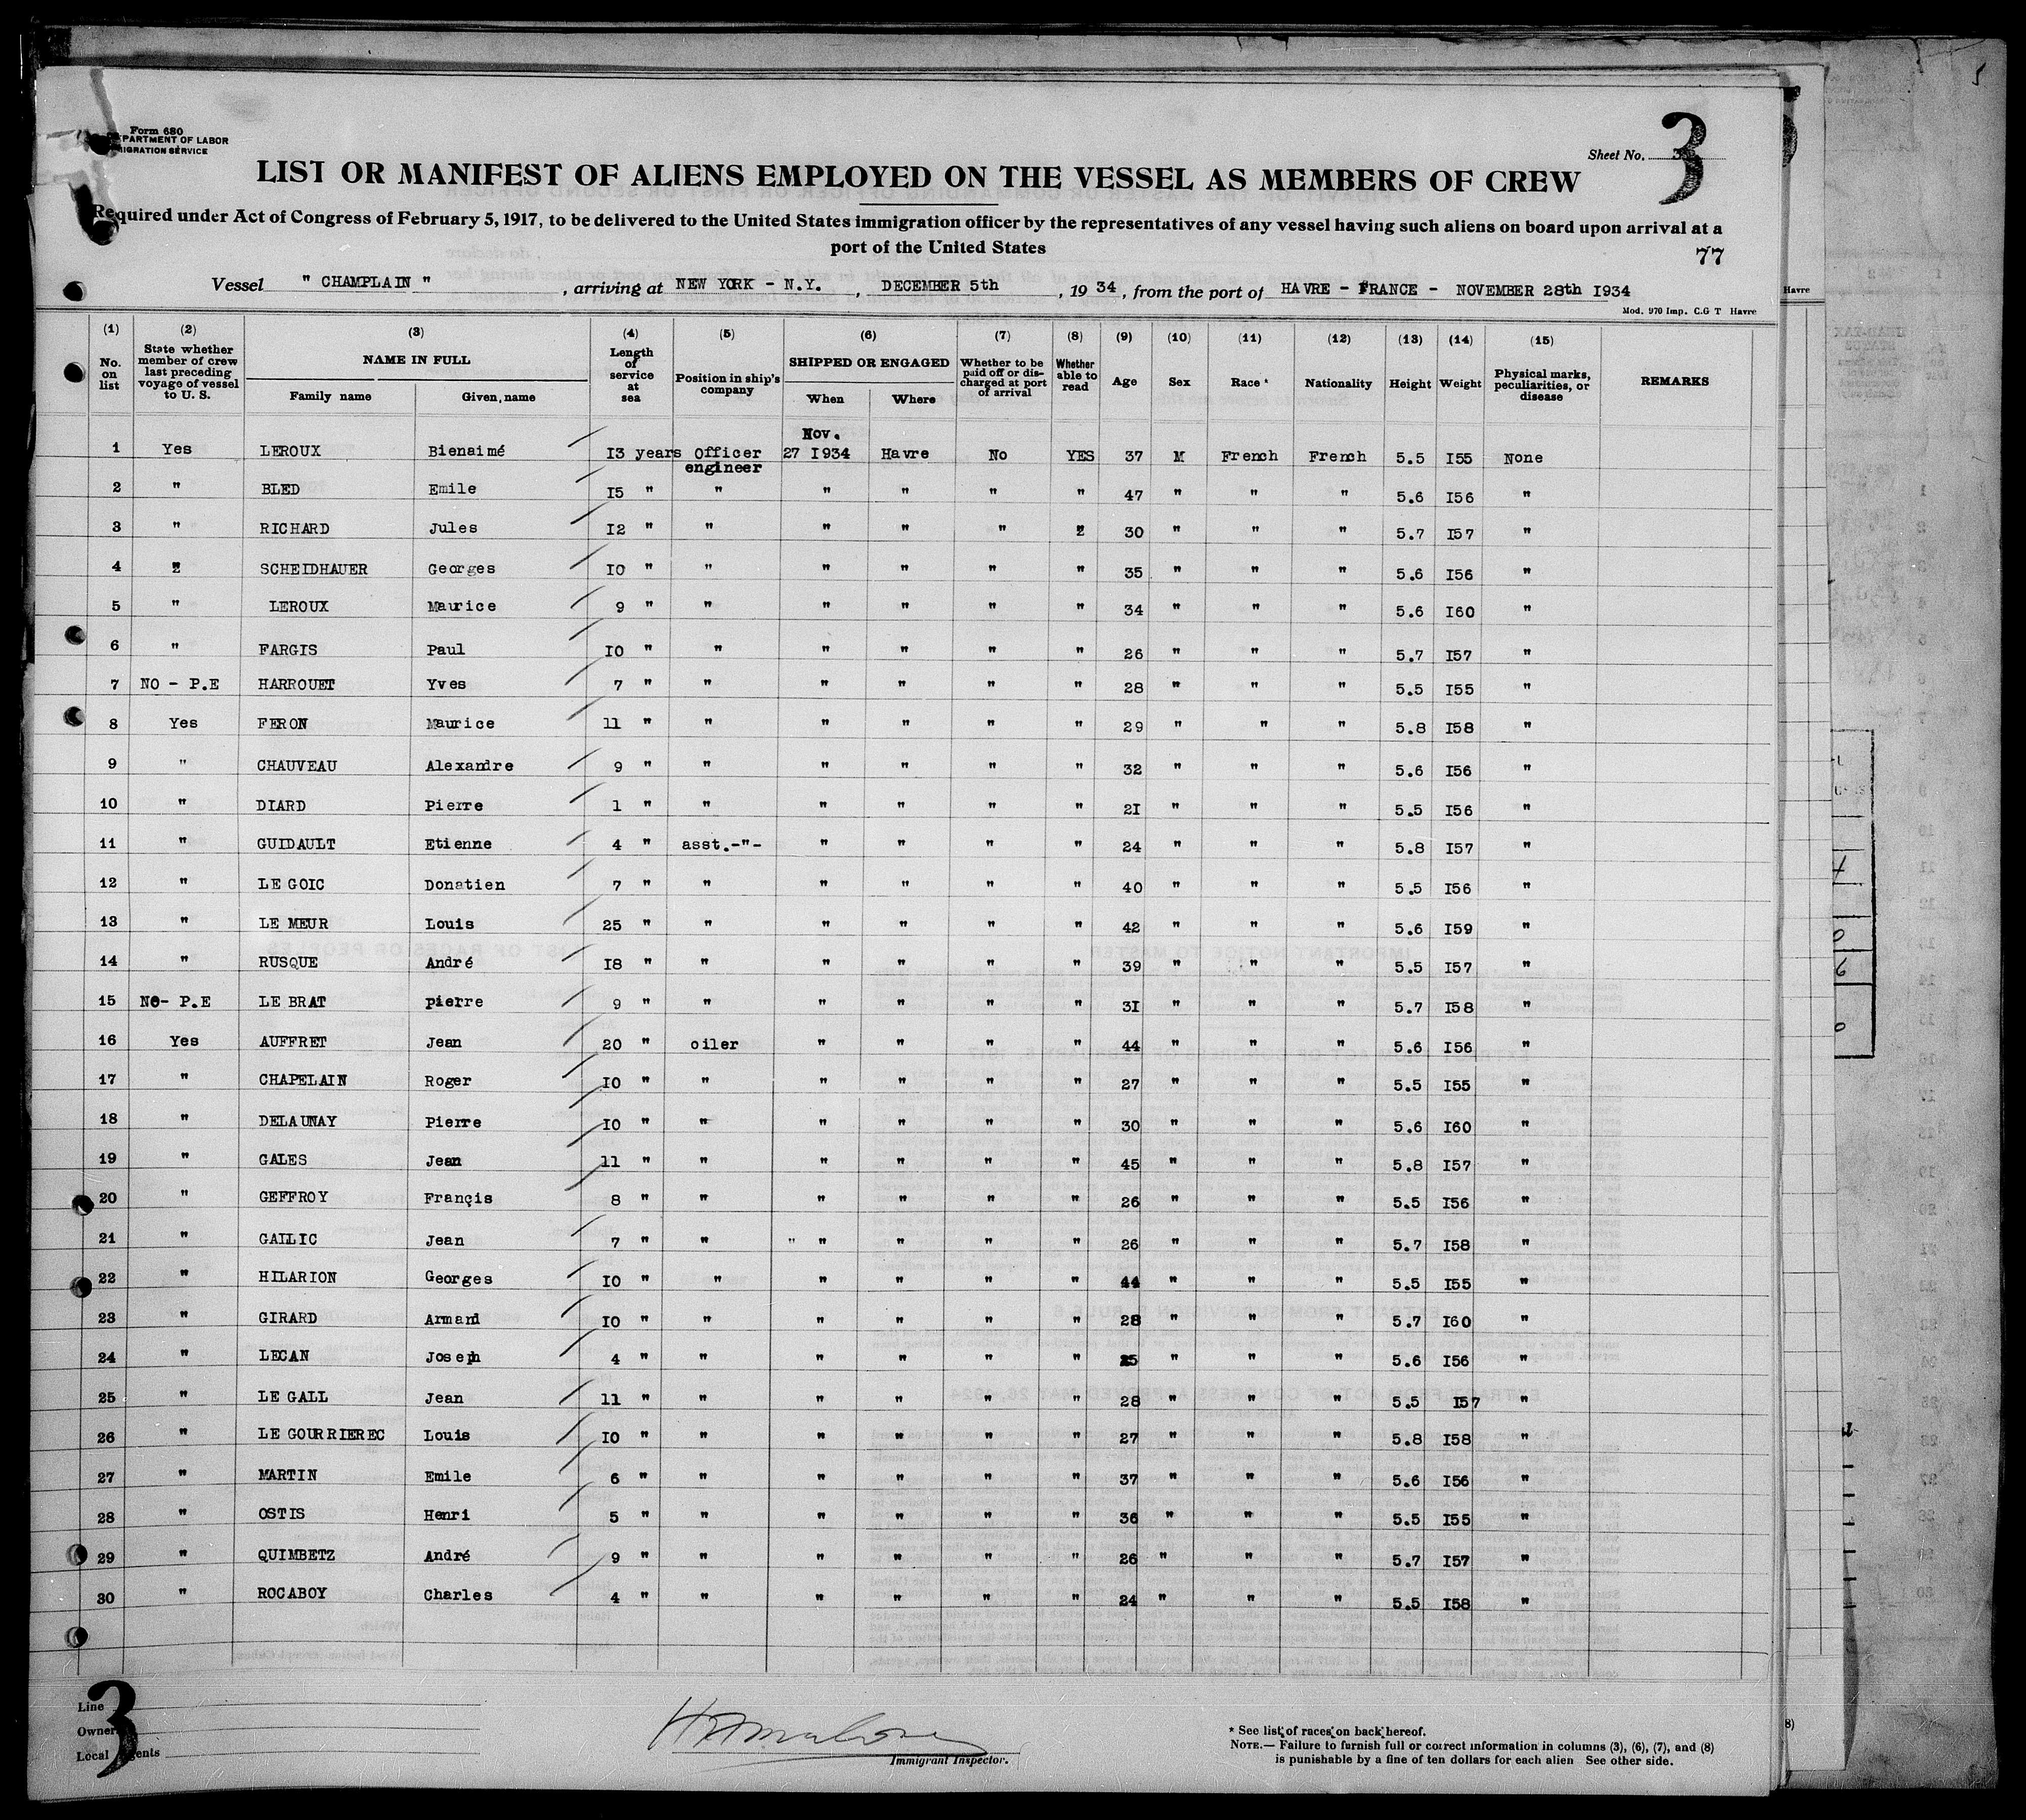 Form 680
DEPARTMENT OF LABOR
MIGRATION SERVICE
Sheet No. 3
3
LIST OR MANIFEST OF ALIENS EMPLOYED ON THE VESSEL AS MEMBERS OF CREW
Required under Act of Congress of February 5, 1917, to be delivered to the United States immigration officer by the representatives of any vessel having such aliens on board upon arrival at a
port of the United States
77
Vessel " CHAMPLAIN ", arriving at NEW YORK - N.Y., DECEMBER 5th, 1934, from the port of HAVRE - FRANCE - NOVEMBER 28th 1934
Mod. 970 Imp. C.G T Havre
(1) No. on list (2) State whether member of crew last preceding voyage of vessel to U. S. (3) NAME IN FULL Family name Given, name (4) Length of service at sea (5) Position in ship's company (6) SHIPPED OR ENGAGED When Where (7) Whether to be paid off or discharged at port of arrival (8) Whether able to read (9) Age (10) Sex (11) Race * (12) Nationality (13) Height (14) Weight (15) Physical marks, peculiarities, or disease REMARKS
1 Yes LEROUX Bienaimé 13 years Officer engineer Nov. 27 1934 Havre No YES 37 M French French 5.5 155 None
2 " BLED Emile 15 " " " " " " 47 " " " 5.6 156 "
3 " RICHARD Jules 12 " " " " " " 30 " " " 5.7 157 "
4 " SCHEIDHAUER Georges 10 " " " " " " 35 " " " 5.6 156 "
5 " LEROUX Maurice 9 " " " " " " 34 " " " 5.6 160 "
6 " FARGIS Paul 10 " " " " " " 26 " " " 5.7 157 "
7 NO - P.E HARROUET Yves 7 " " " " " " 28 " " " 5.5 155 "
8 Yes FERON Maurice 11 " " " " " " 29 " " " 5.8 158 "
9 " CHAUVEAU Alexandre 9 " " " " " " 32 " " " 5.6 156 "
10 " DIARD Pierre 1 " " " " " " 21 " " " 5.5 156 "
11 " GUIDAULT Etienne 4 " asst.-"- " " " " 24 " " " 5.8 157 "
12 " LE GOIC Donatien 7 " " " " " " 40 " " " 5.5 156 "
13 " LE MEUR Louis 25 " " " " " " 42 " " " 5.6 159 "
14 " RUSQUE André 18 " " " " " " 39 " " " 5.5 157 "
15 NO- P.E LE BRAT pierre 9 " " " " " " 31 " " " 5.7 158 "
16 Yes AUFFRET Jean 20 " oiler " " " " 44 " " " 5.6 156 "
17 " CHAPELAIN Roger 10 " " " " " " 27 " " " 5.5 155 "
18 " DELAUNAY Pierre 10 " " " " " " 30 " " " 5.6 160 "
19 " GALES Jean 11 " " " " " " 45 " " " 5.8 157 "
20 " GEFFROY Françis 8 " " " " " " 26 " " " 5.5 156 "
21 " GAILIC Jean 7 " " " " " " " 26 " " " 5.7 158 "
22 " HILARION Georges 10 " " " " " " 44 " " " 5.5 155 "
23 " GIRARD Armand 10 " " " " " " 28 " " " 5.7 160 "
24 " LECAN Joseph 4 " " " " " " 25 " " " 5.6 156 "
25 " LE GALL Jean 11 " " " " " " 28 " " " 5.5 157 "
26 " LE GOURRIEREC Louis 10 " " " " " " 27 " " " 5.8 158 "
27 " MARTIN Emile 6 " " " " " " 37 " " " 5.6 156 "
28 " OSTIS Henri 5 " " " " " " 36 " " " 5.5 155 "
29 " QUIMBETZ André 9 " " " " " " 26 " " " 5.7 157 "
30 " ROCABOY Charles 4 " " " " " " 24 " " " 5.5 158 "
Line
Owner
Local Agents
3
Immigrant Inspector.
* See list of races on back hereof.
NOTE.— Failure to furnish full or correct information in columns (3), (6), (7), and (8)
is punishable by a fine of ten dollars for each alien See other side.
Havre